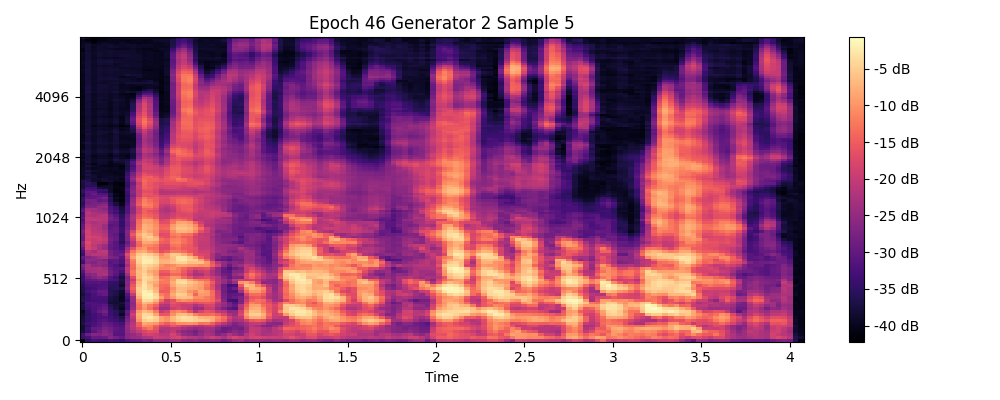 Epoch 46 Generator 2 Sample 5
Hz
4096
2048
1024
512
0
0 0.5 1 1.5 2 2.5 3 3.5 4
Time
-5 dB
-10 dB
-15 dB
-20 dB
-25 dB
-30 dB
-35 dB
-40 dB